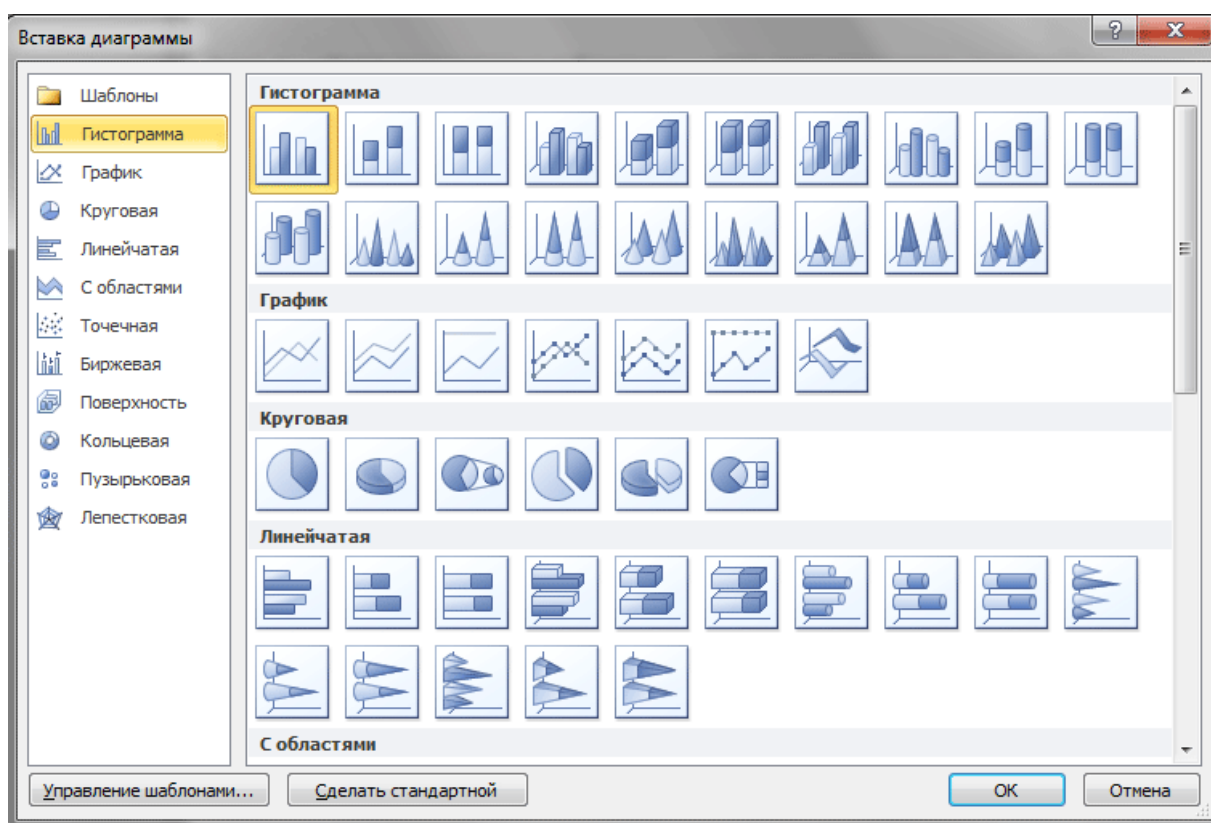 Вставка диаграммы
Шаблоны
Гистограмма
График
Круговая
Линейчатая
С областями
Точечная
Биржевая
Поверхность
Кольцевая
Пузырьковая
Лепестковая
Гистограмма
График
Круговая
Линейчатая
С областями
Управление шаблонами...
Сделать стандартной
ОК
Отмена